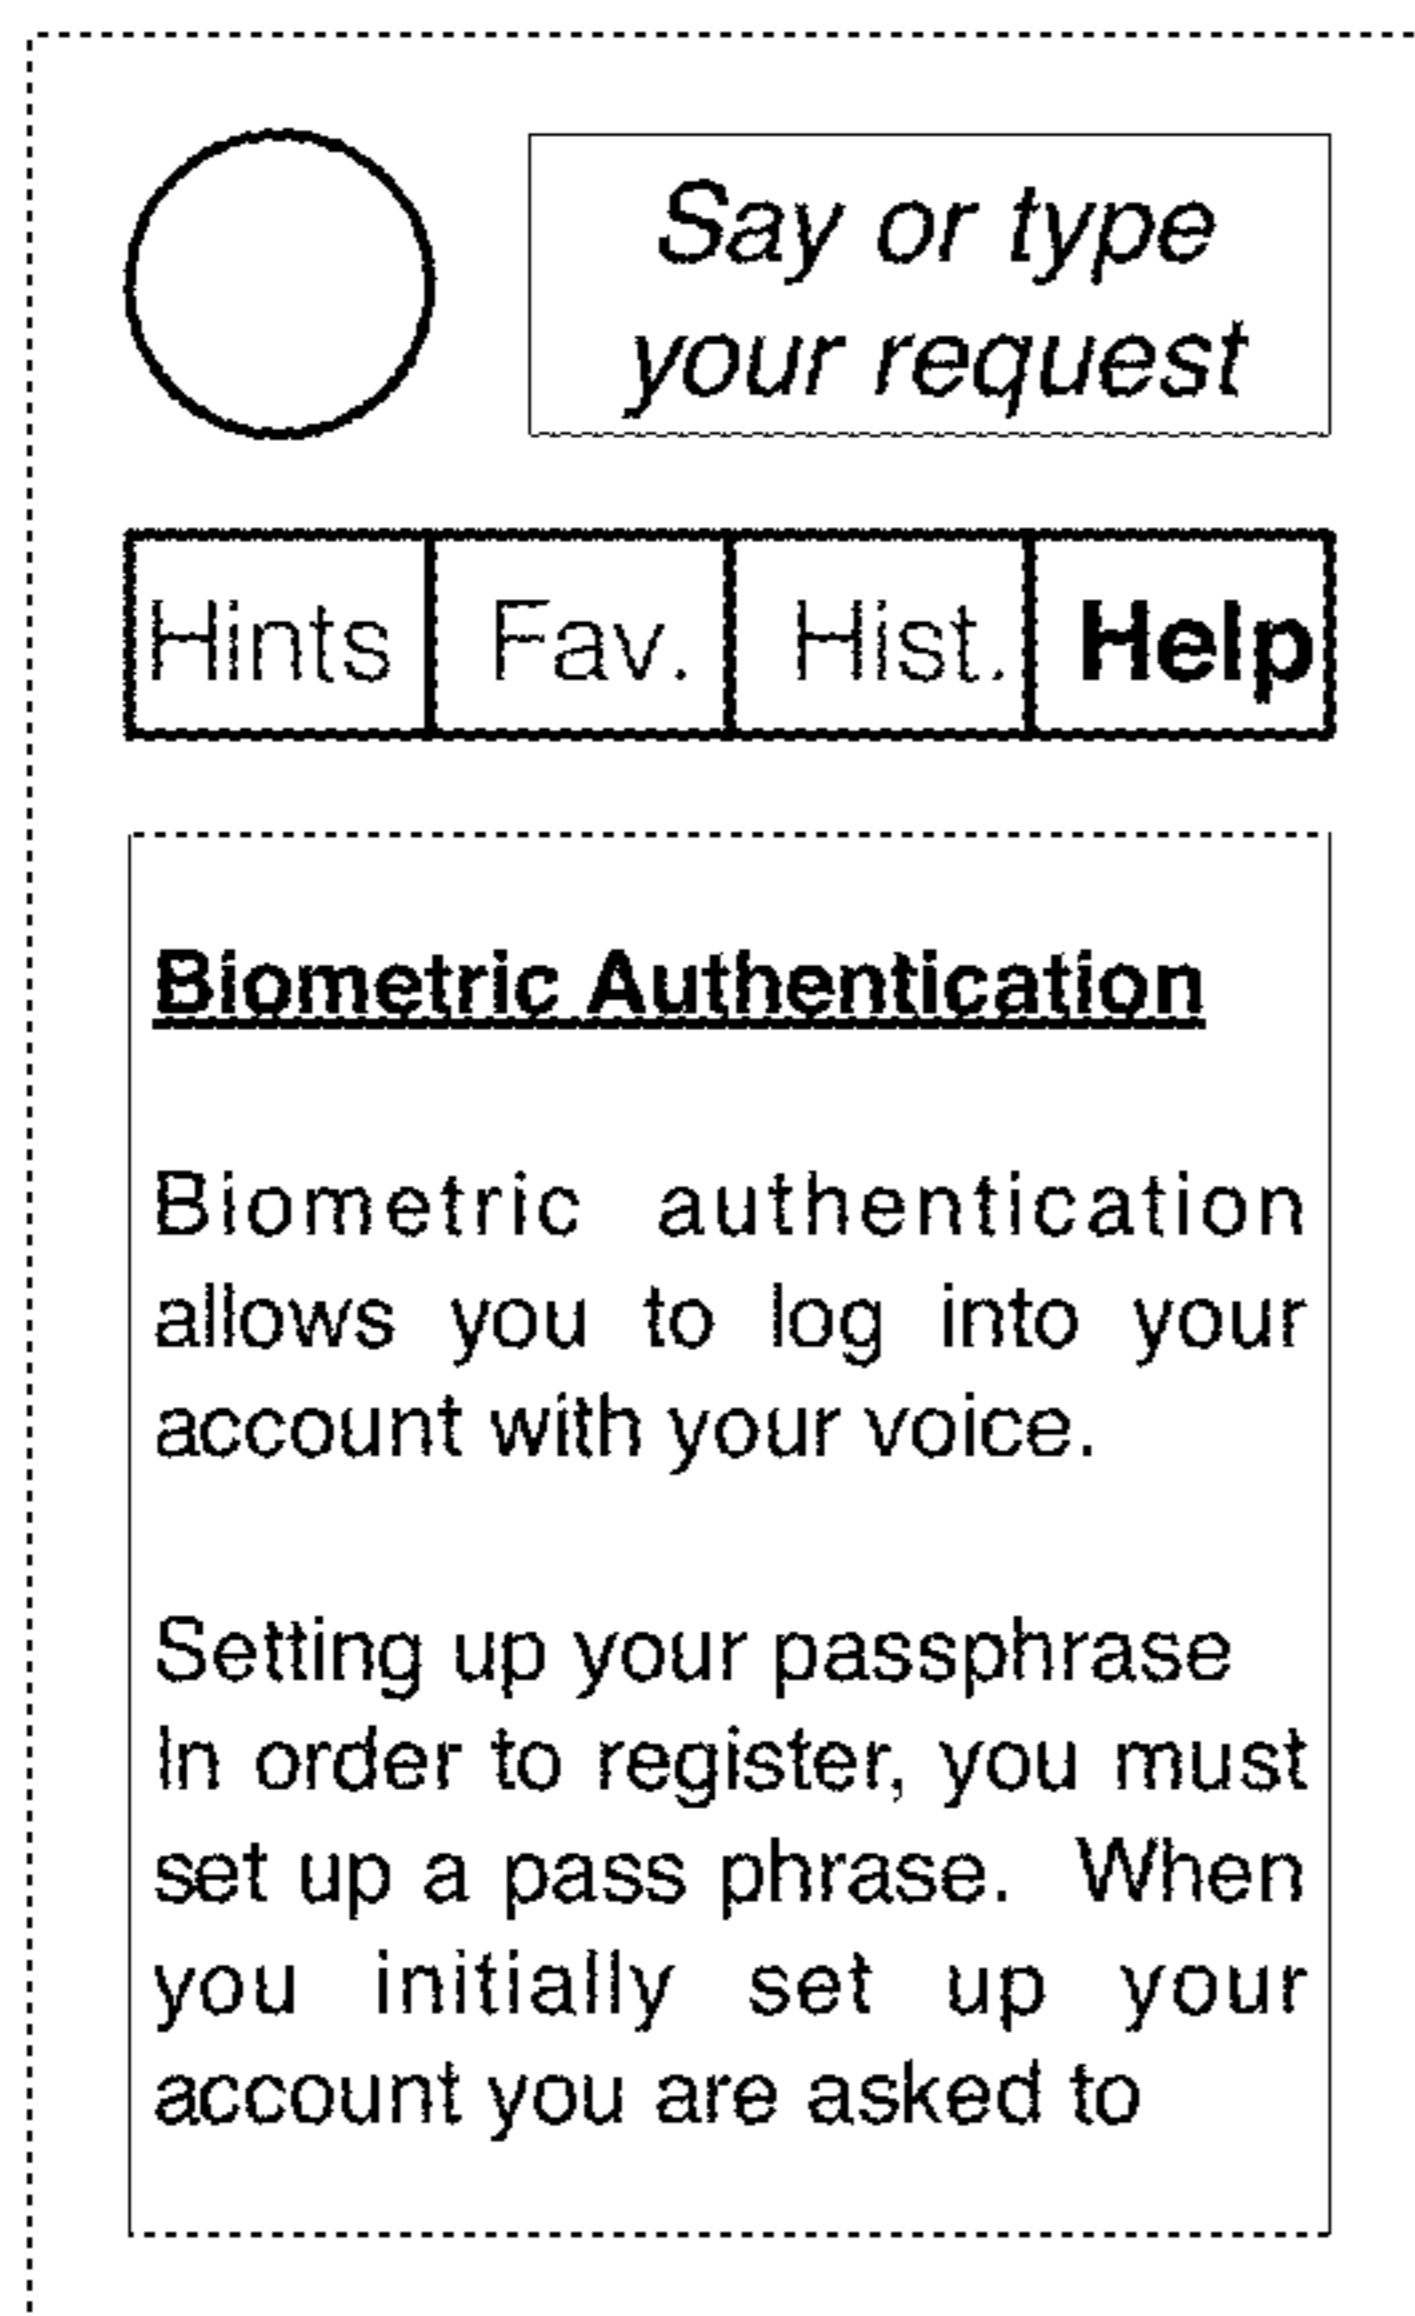 Say or type
your request
Hints Fav. Hist. Help
Biometric Authentication
Biometric authentication
allows you to log into your
account with your voice.
Setting up your passphrase
In order to register, you must
set up a pass phrase. When
you initially set up your
account you are asked to